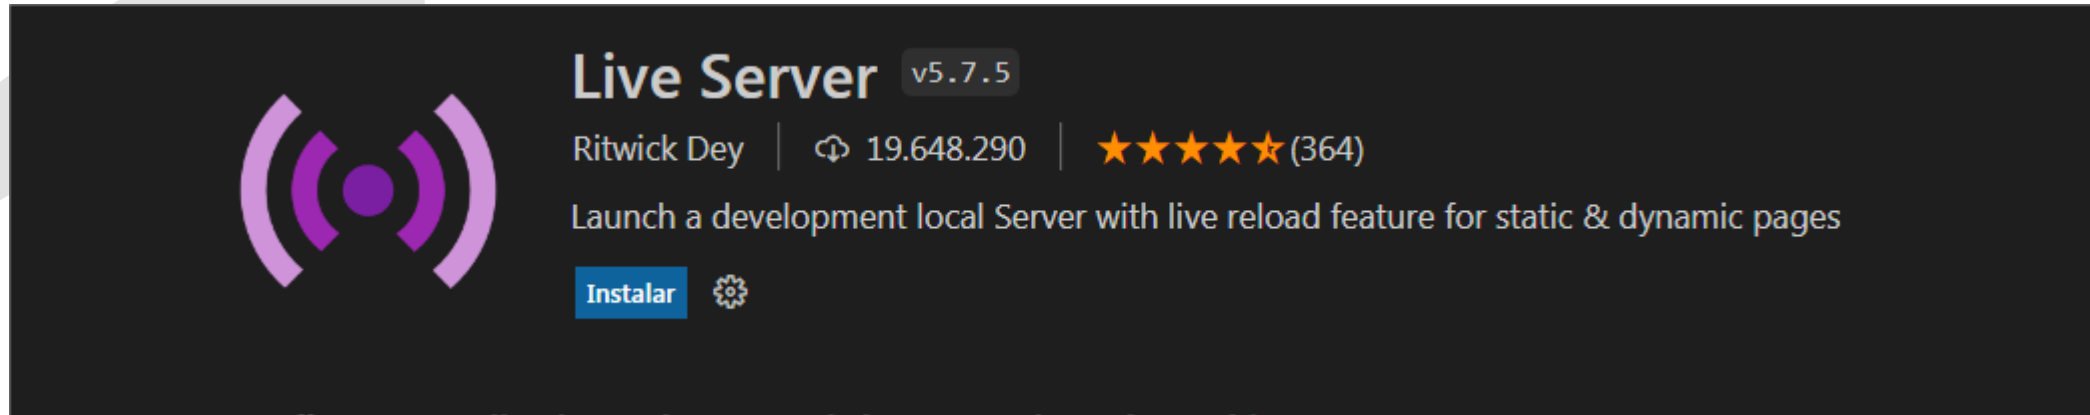 Live Server v5.7.5
Ritwick Dey 19.648.290 (364)
Launch a development local Server with live reload feature for static & dynamic pages
Instalar